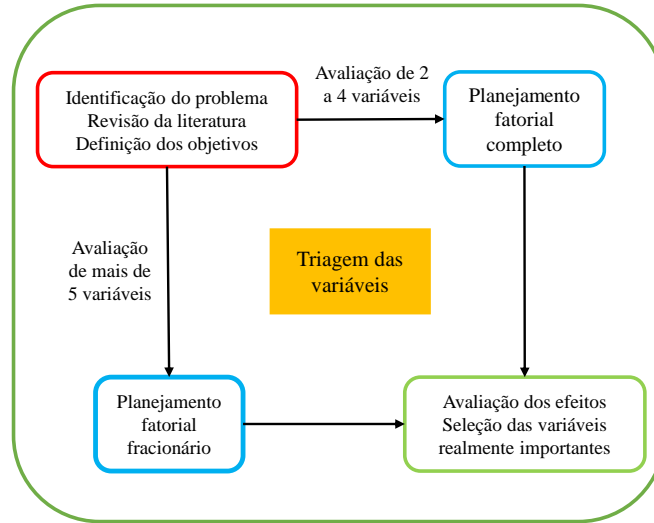 Identificação do problema
Revisão da literatura
Definição dos objetivos
Avaliação de 2
a 4 variáveis
Planejamento
fatorial
completo
Avaliação
de mais de
5 variáveis
Triagem das
variáveis
Planejamento
fatorial
fracionário
Avaliação dos efeitos
Seleção das variáveis
realmente importantes